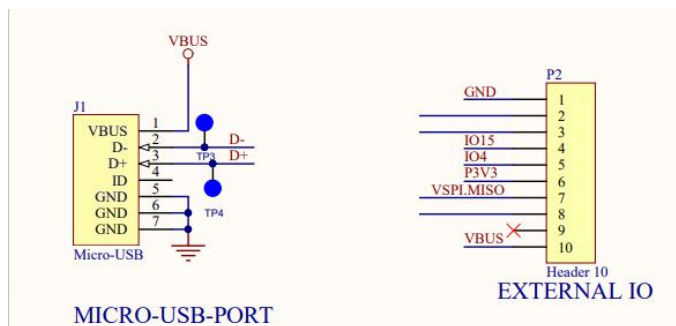 VBUS
J1
VBUS 1
D- 2 D-
D+ 3 D+
TP3
ID 4
GND 5
GND 6
GND 7
TP4
Micro-USB
MICRO-USB-PORT
P2
GND 1
2
3
IO15 4
IO4 5
P3V3 6
VSPI.MISO 7
8
9
VBUS 10
Header 10
EXTERNAL IO